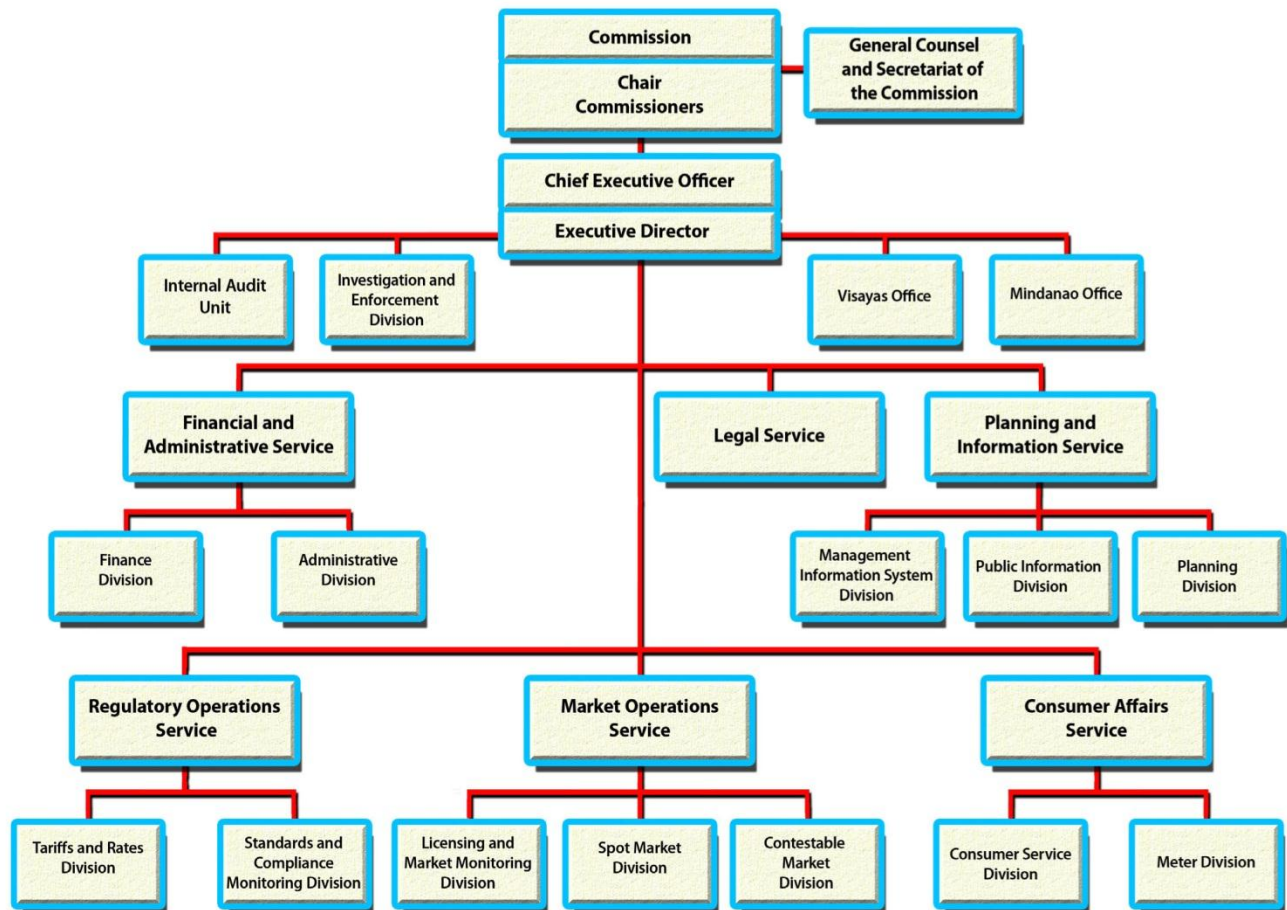 Commission
General Counsel
and Secretariat of
the Commission
Chair
Commissioners
Chief Executive Officer
Executive Director
Internal Audit
Unit
Investigation and
Enforcement
Division
Visayas Office
Mindanao Office
Financial and
Administrative Service
Legal Service
Planning and
Information Service
Finance
Division
Administrative
Division
Management
Information System
Division
Public Information
Division
Planning
Division
Regulatory Operations
Service
Market Operations
Service
Consumer Affairs
Service
Tariffs and Rates
Division
Standards and
Compliance
Monitoring Division
Licensing and
Market Monitoring
Division
Spot Market
Division
Contestable
Market
Division
Consumer Service
Division
Meter Division